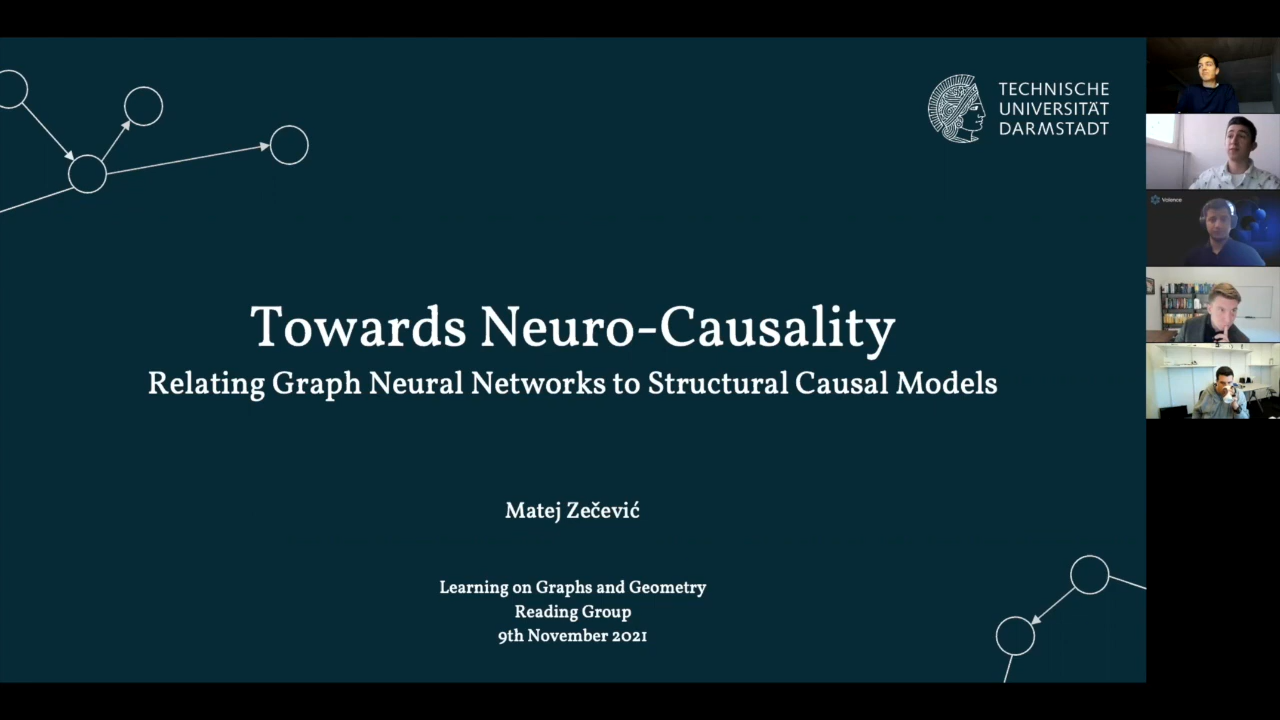 TECHNISCHE
UNIVERSITÄT
DARMSTADT
Towards Neuro-Causality
Relating Graph Neural Networks to Structural Causal Models
Matej Zečević
Learning on Graphs and Geometry
Reading Group
9th November 2021
Valence